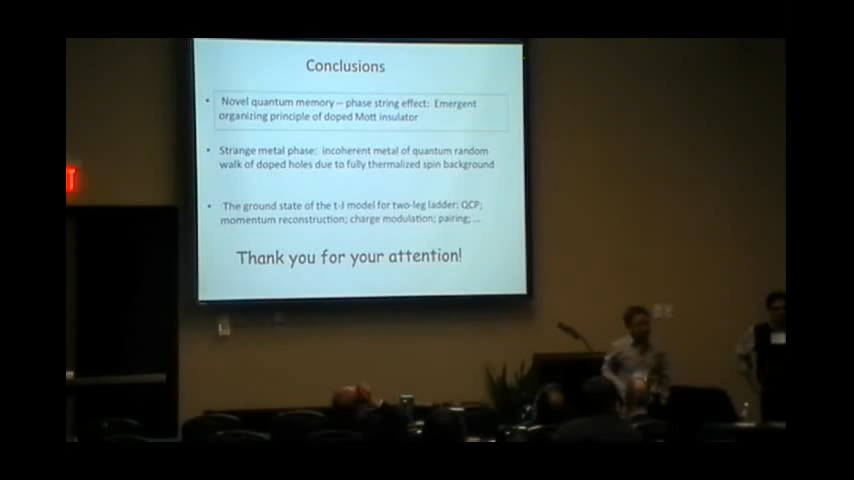 Conclusions
• Novel quantum memory – phase string effect: Emergent
organizing principle of doped Mott insulator
• Strange metal phase: incoherent metal of quantum random
walk of doped holes due to fully thermalized spin background
• The ground state of the t-J model for two-leg ladder: QCP;
momentum reconstruction; charge modulation; pairing; ...
Thank you for your attention!